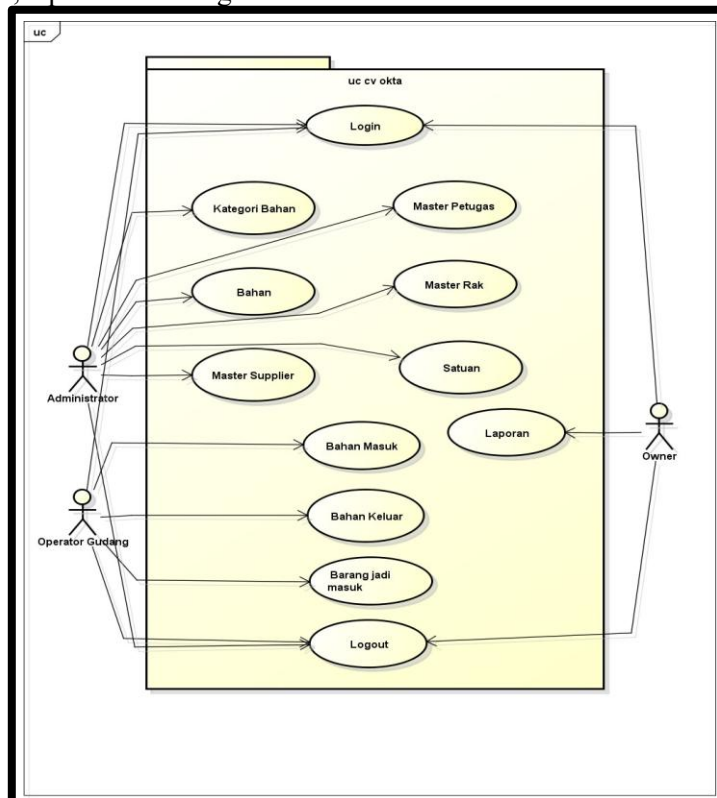 uc
uc cv okta
Login
Kategori Bahan
Master Petugas
Bahan
Master Rak
Administrator
Master Supplier
Satuan
Bahan Masuk
Laporan
Owner
Operator Gudang
Bahan Keluar
Barang jadi
masuk
Logout